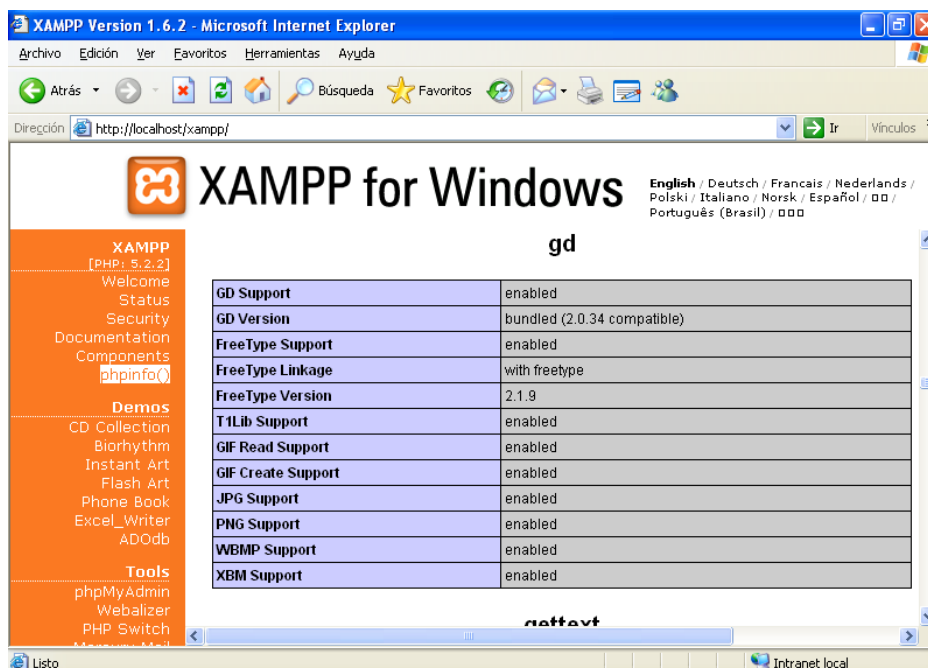 XAMPP Version 1.6.2 - Microsoft Internet Explorer
Archivo Edición Ver Favoritos Herramientas Ayuda
Atrás Búsqueda Favoritos
Dirección http://localhost/xampp/ Ir Vínculos
XAMPP for Windows
English / Deutsch / Francais / Nederlands /
Polski / Italiano / Norsk / Español / □□ /
Português (Brasil) / □□□
XAMPP
[PHP: 5.2.2]
Welcome
Status
Security
Documentation
Components
phpinfo()
Demos
CD Collection
Biorhythm
Instant Art
Flash Art
Phone Book
Excel_Writer
ADOdb
Tools
phpMyAdmin
Webalizer
PHP Switch
Mercury Mail
gd
GD Support enabled
GD Version bundled (2.0.34 compatible)
FreeType Support enabled
FreeType Linkage with freetype
FreeType Version 2.1.9
T1Lib Support enabled
GIF Read Support enabled
GIF Create Support enabled
JPG Support enabled
PNG Support enabled
WBMP Support enabled
XBM Support enabled
gettext
Listo Intranet local